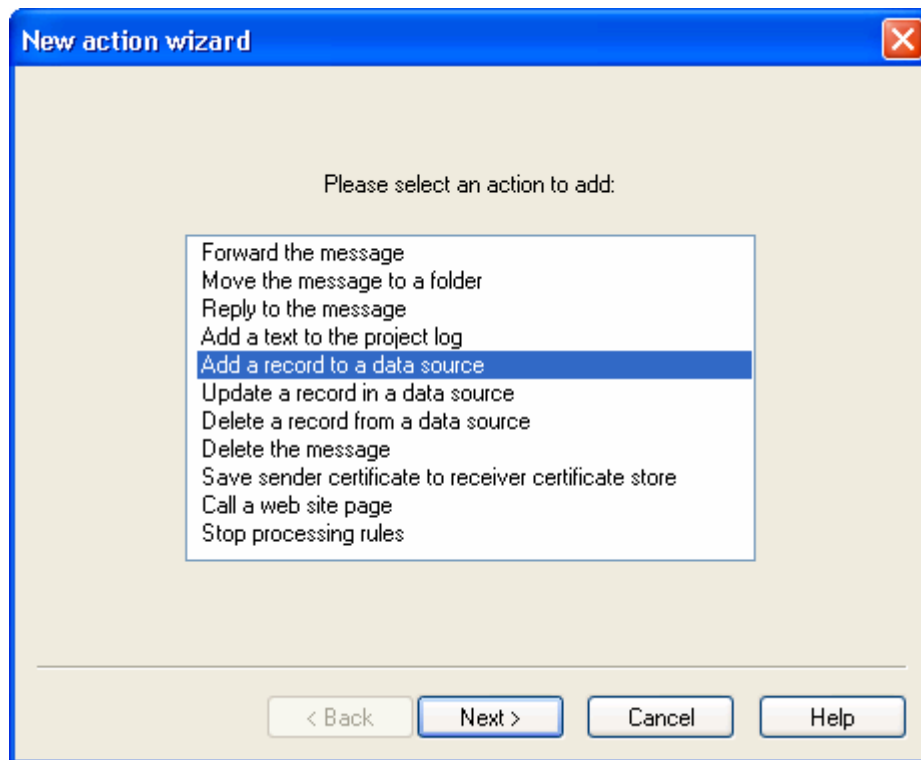 New action wizard
Please select an action to add:
Forward the message
Move the message to a folder
Reply to the message
Add a text to the project log
Add a record to a data source
Update a record in a data source
Delete a record from a data source
Delete the message
Save sender certificate to receiver certificate store
Call a web site page
Stop processing rules
< Back Next > Cancel Help